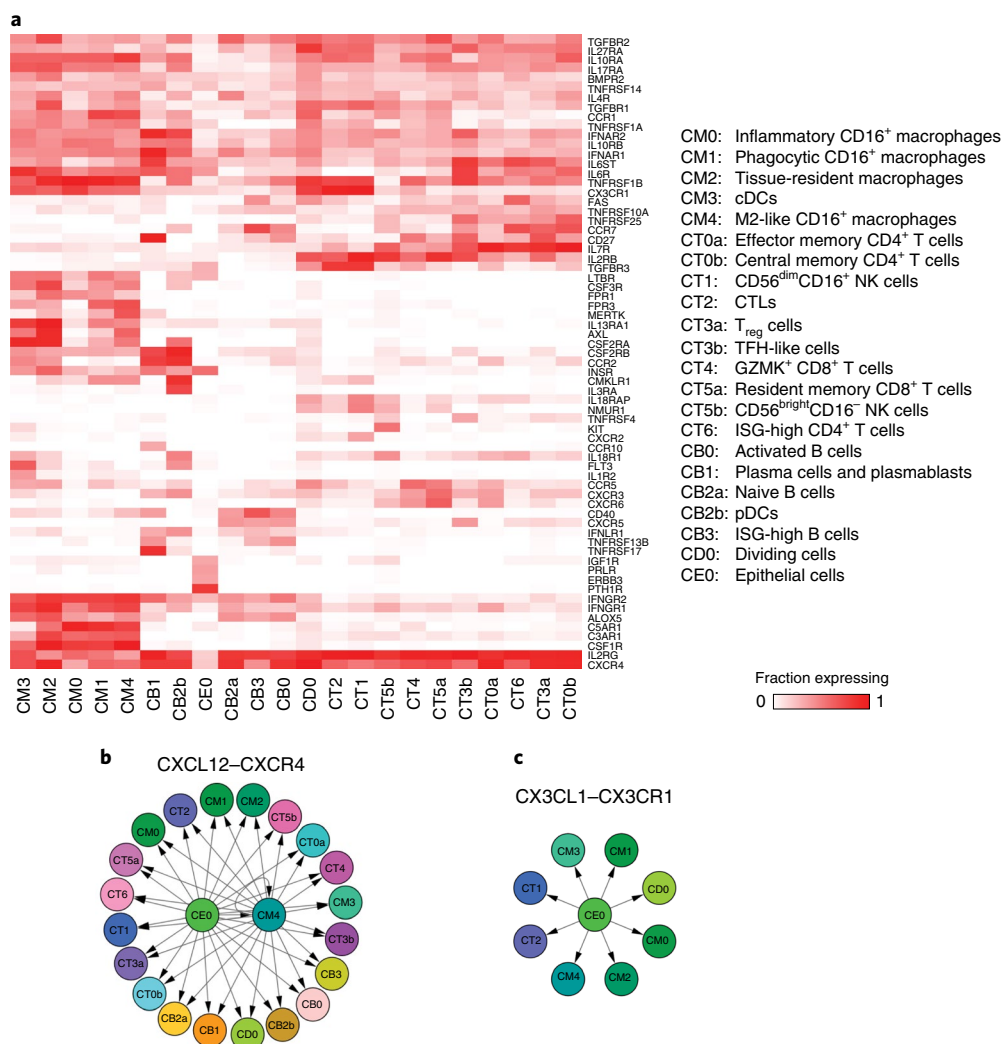 a
TGFBR2
IL27RA
IL10RA
IL17RA
BMPR2
TNFRSF14
IL4R
TGFBR1
CCR1
TNFRSF1A
IFNAR2
IL10RB
IFNAR1
IL6ST
IL6R
TNFRSF1B
CX3CR1
FAS
TNFRSF10A
TNFRSF25
CCR7
CD27
IL7R
IL2RB
TGFBR3
LTBR
CSF3R
FPR1
FPR3
MERTK
IL13RA1
AXL
CSF2RA
CSF2RB
CCR2
INSR
CMKLR1
IL3RA
IL18RAP
NMUR1
TNFRSF4
KIT
CXCR2
CCR10
IL18R1
FLT3
IL1R2
CCR5
CXCR3
CXCR6
CD40
CXCR5
IFNLR1
TNFRSF13B
TNFRSF17
IGF1R
PRLR
ERBB3
PTH1R
IFNGR2
IFNGR1
ALOX5
C5AR1
C3AR1
CSF1R
IL2RG
CXCR4
CM3 CM2 CM0 CM1 CM4 CB1 CB2b CE0 CB2a CB3 CB0 CD0 CT2 CT1 CT5b CT4 CT5a CT3b CT0a CT6 CT3a CT0b
CM0: Inflammatory CD16⁺ macrophages
CM1: Phagocytic CD16⁺ macrophages
CM2: Tissue-resident macrophages
CM3: cDCs
CM4: M2-like CD16⁺ macrophages
CT0a: Effector memory CD4⁺ T cells
CT0b: Central memory CD4⁺ T cells
CT1: CD56ᵈⁱᵐCD16⁺ NK cells
CT2: CTLs
CT3a: Treg cells
CT3b: TFH-like cells
CT4: GZMK⁺ CD8⁺ T cells
CT5a: Resident memory CD8⁺ T cells
CT5b: CD56ᵇʳⁱᵍʰᵗCD16⁻ NK cells
CT6: ISG-high CD4⁺ T cells
CB0: Activated B cells
CB1: Plasma cells and plasmablasts
CB2a: Naive B cells
CB2b: pDCs
CB3: ISG-high B cells
CD0: Dividing cells
CE0: Epithelial cells
Fraction expressing
0 1
b
CXCL12–CXCR4
CM1
CM2
CT2
CT5b
CM0
CT0a
CT5a
CT4
CT6
CM3
CE0
CM4
CT1
CT3b
CT3a
CB3
CT0b
CB0
CB2a
CB1
CD0
CB2b
c
CX3CL1–CX3CR1
CM3
CM1
CT1
CD0
CE0
CT2
CM0
CM4
CM2